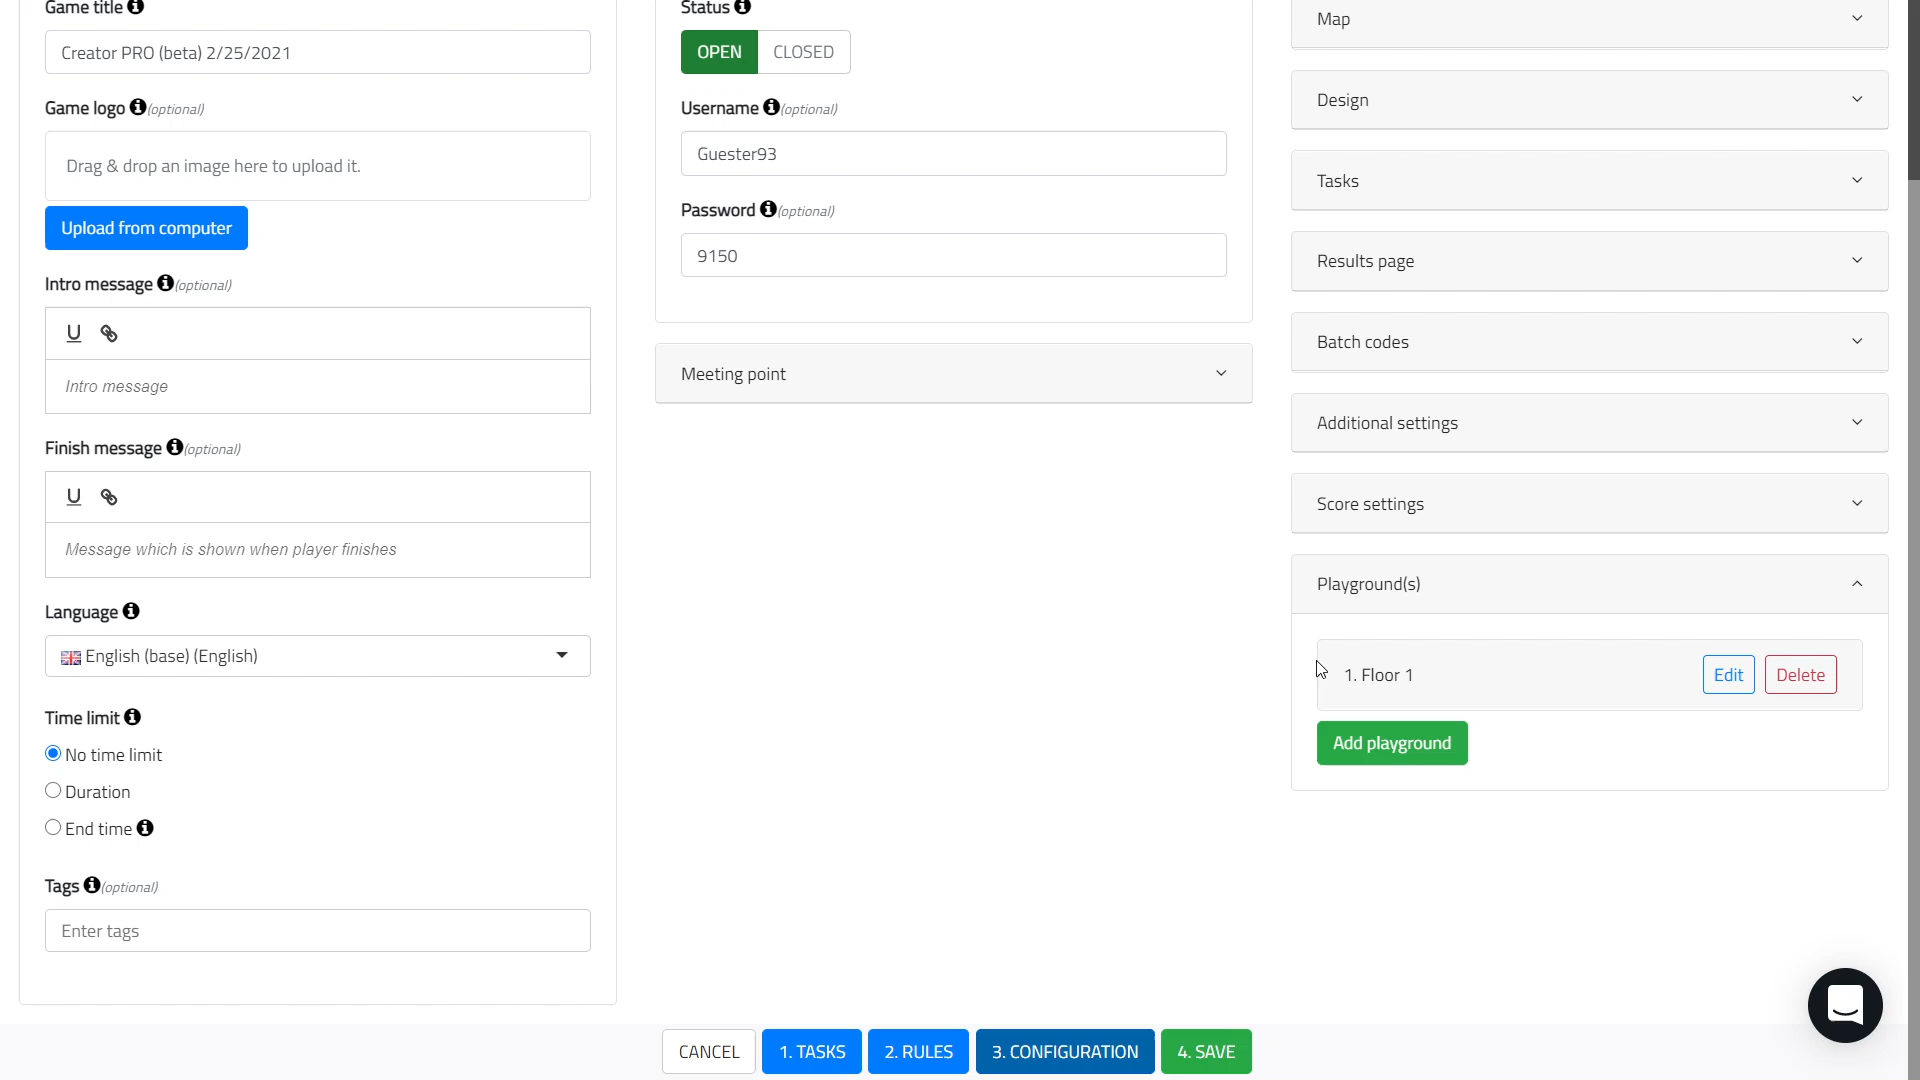 Game title
Creator PRO (beta) 2/25/2021
Game logo (optional)
Drag & drop an image here to upload it.
Upload from computer
Intro message (optional)
U
Intro message
Finish message (optional)
U
Message which is shown when player finishes
Language
English (base) (English)
Time limit
No time limit
Duration
End time
Tags (optional)
Enter tags
Status
OPEN CLOSED
Username (optional)
Guester93
Password (optional)
9150
Meeting point
Map
Design
Tasks
Results page
Batch codes
Additional settings
Score settings
Playground(s)
1. Floor 1 Edit Delete
Add playground
CANCEL 1. TASKS 2. RULES 3. CONFIGURATION 4. SAVE